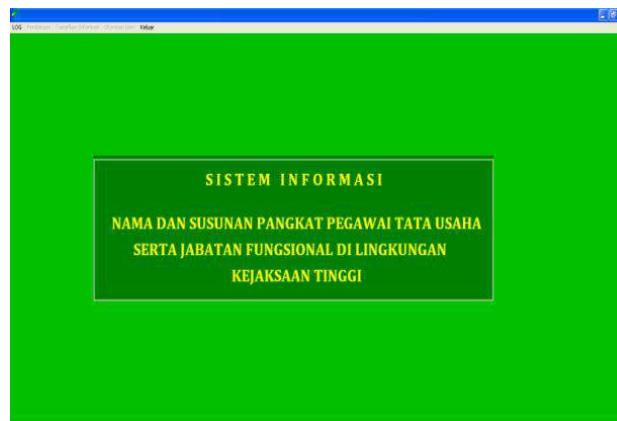 LOG Keluar
SISTEM INFORMASI
NAMA DAN SUSUNAN PANGKAT PEGAWAI TATA USAHA
SERTA JABATAN FUNGSIONAL DI LINGKUNGAN
KEJAKSAAN TINGGI